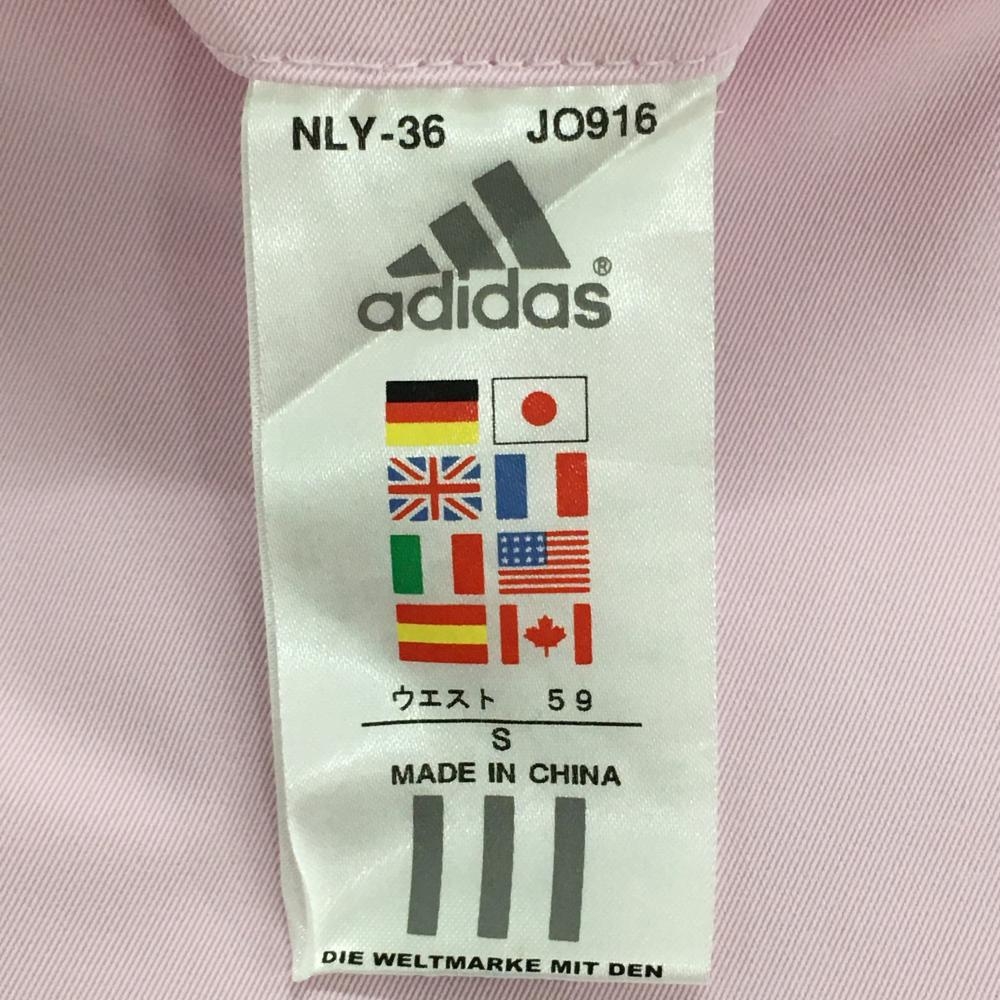 NLY-36 JO916
adidas®
ウエスト 59
S
MADE IN CHINA
DIE WELTMARKE MIT DEN